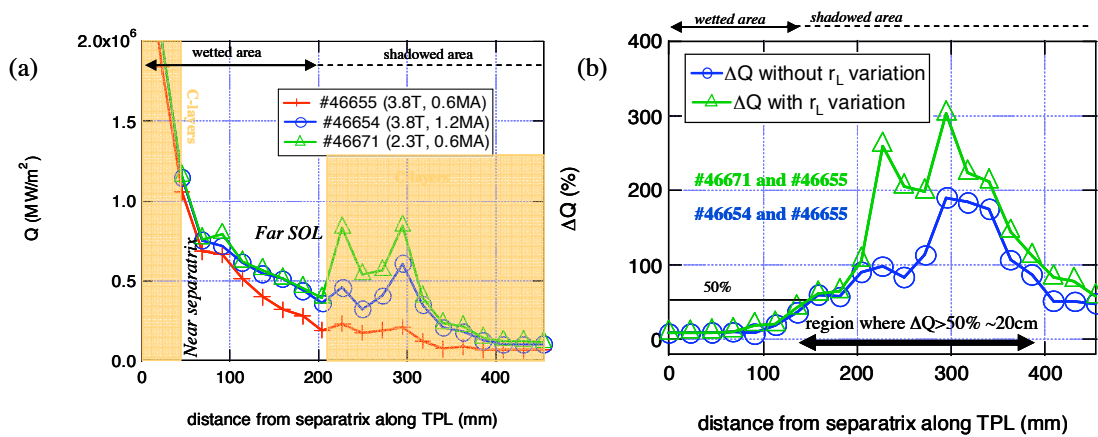 (a)
Q (MW/m²)
2.0x10⁶
1.5
1.0
0.5
0.0
0
100
200
300
400
wetted area
shadowed area
C-layers
#46655 (3.8T, 0.6MA)
#46654 (3.8T, 1.2MA)
#46671 (2.3T, 0.6MA)
Near separatrix
Far SOL
distance from separatrix along TPL (mm)
(b)
wetted area
shadowed area
ΔQ (%)
400
300
200
100
0
0
100
200
300
400
ΔQ without r_L variation
ΔQ with r_L variation
#46671 and #46655
#46654 and #46655
50%
region where ΔQ>50% ~20cm
distance from separatrix along TPL (mm)